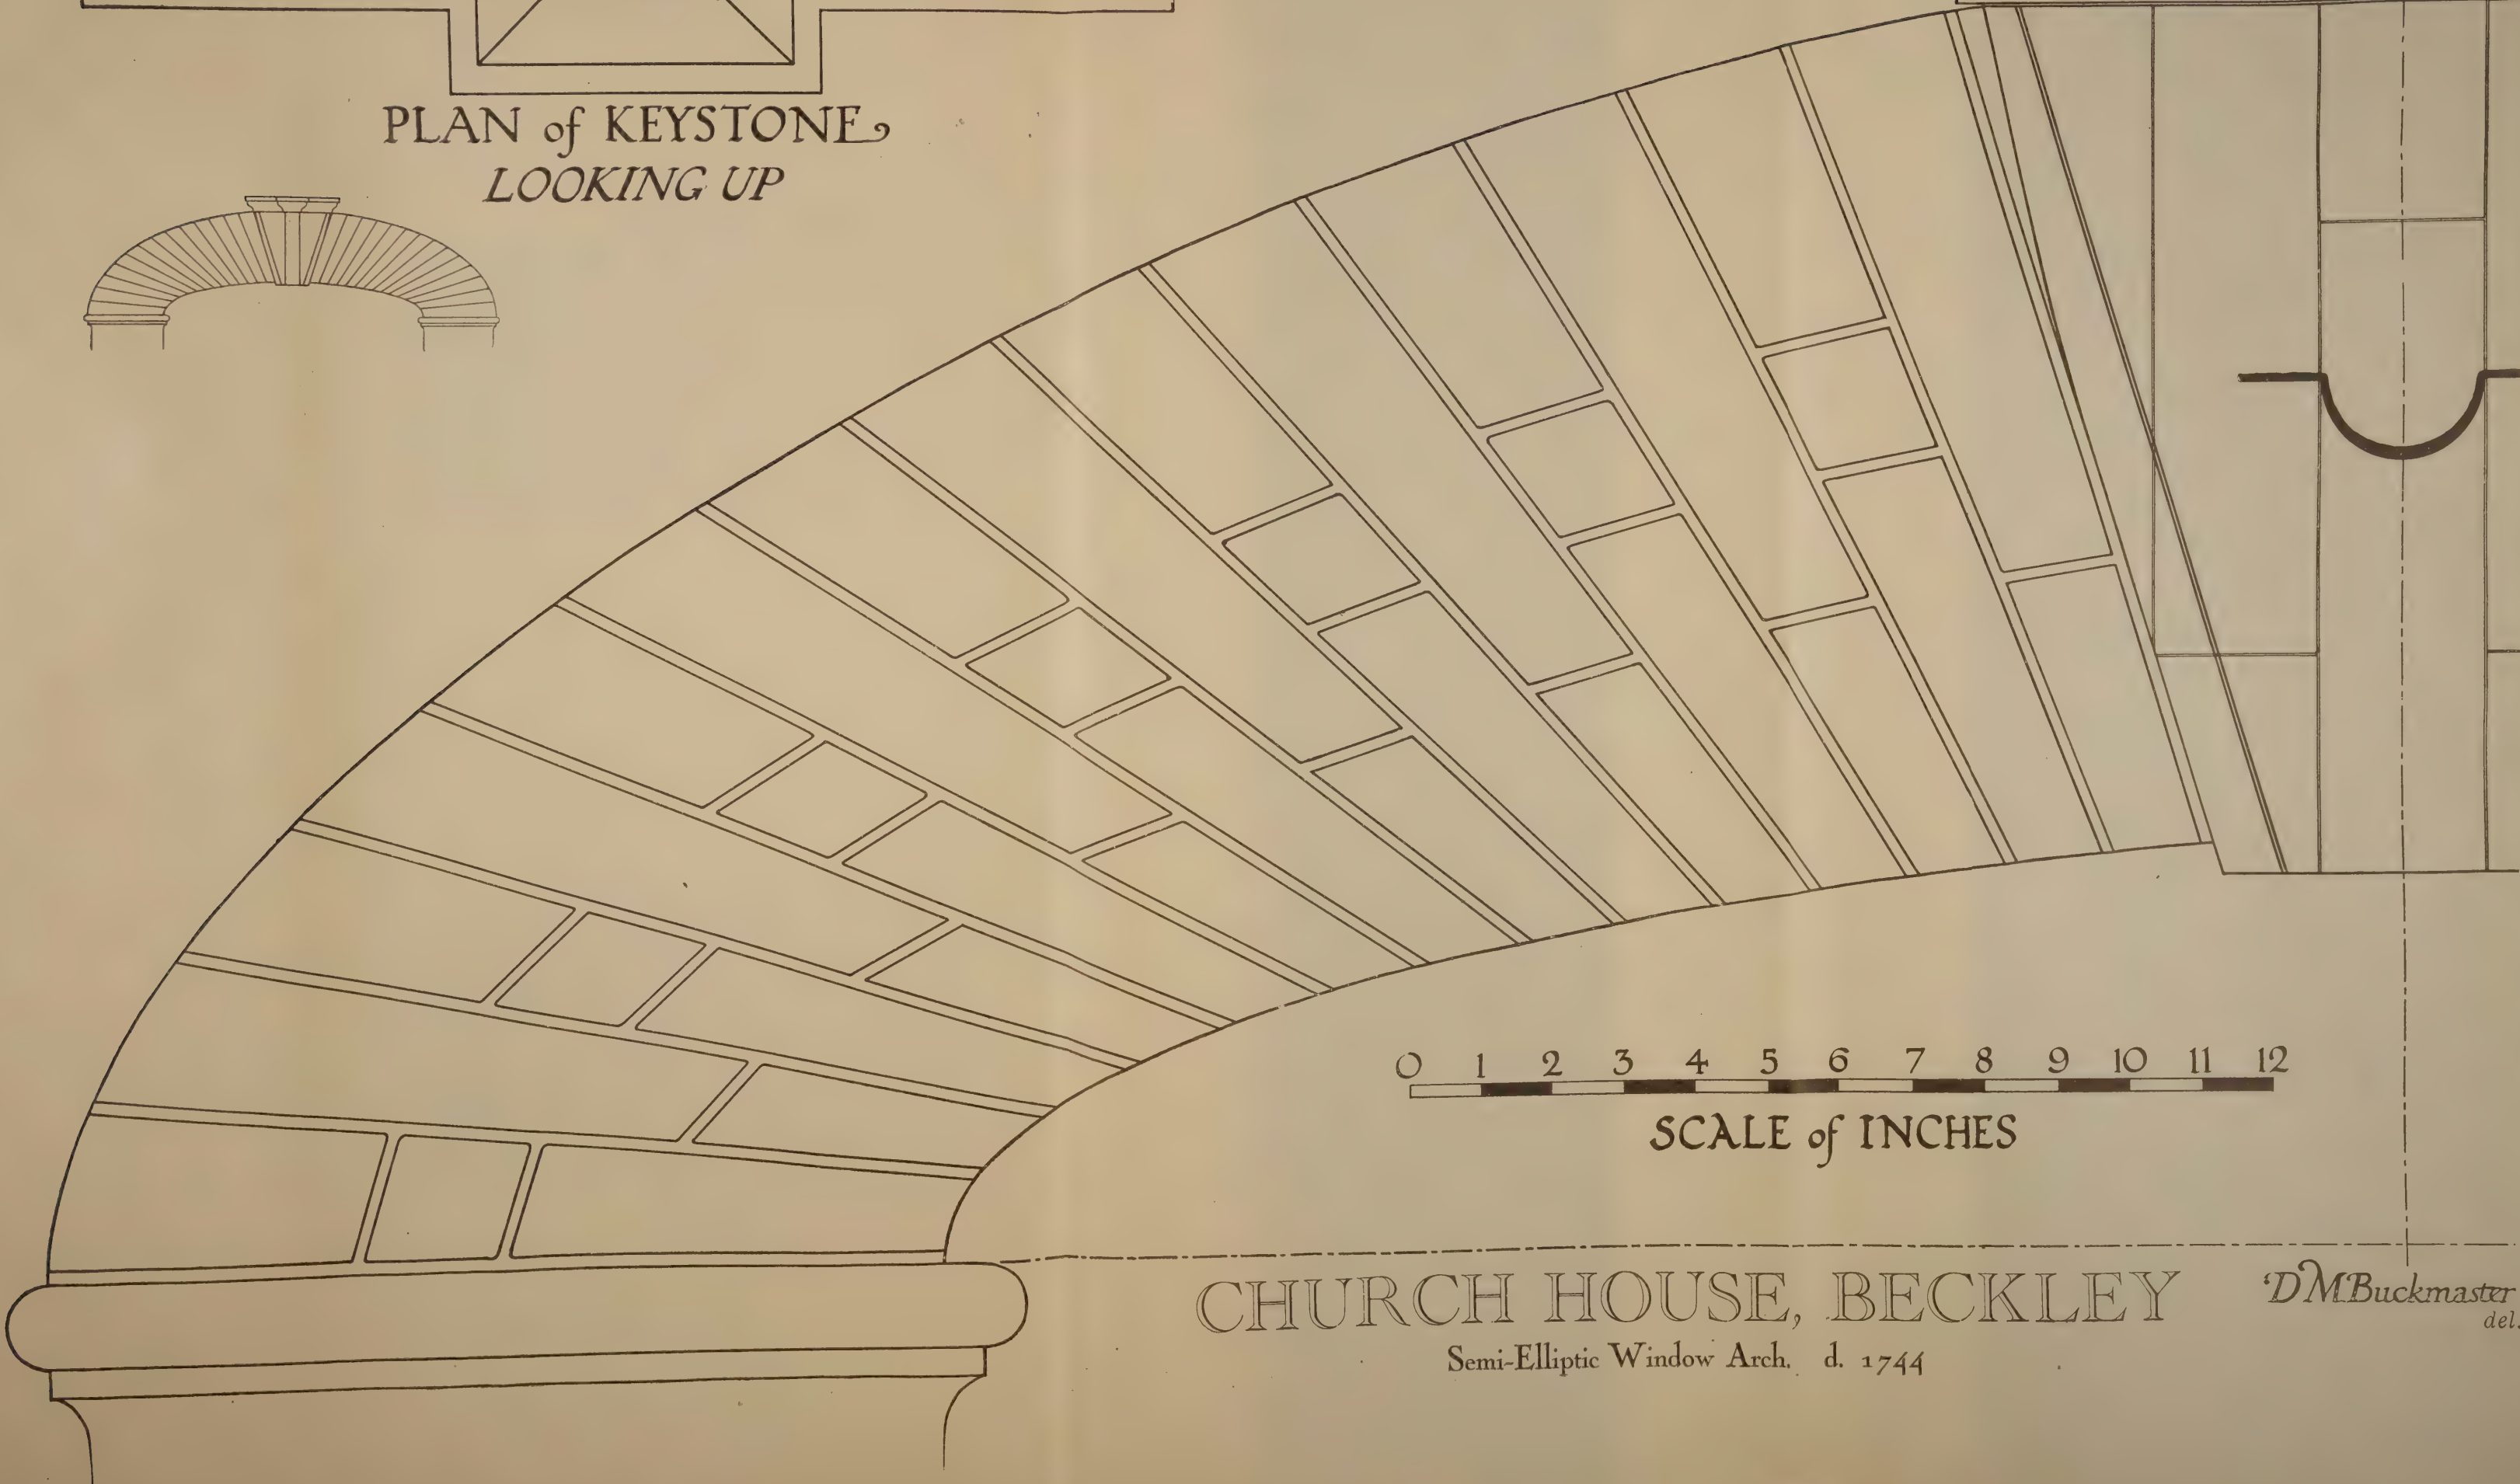 PLAN of KEYSTONE
LOOKING UP
0 1 2 3 4 5 6 7 8 9 10 11 12
SCALE of INCHES
CHURCH HOUSE, BECKLEY
Semi-Elliptic Window Arch. d. 1744
DMBuckmaster
del.